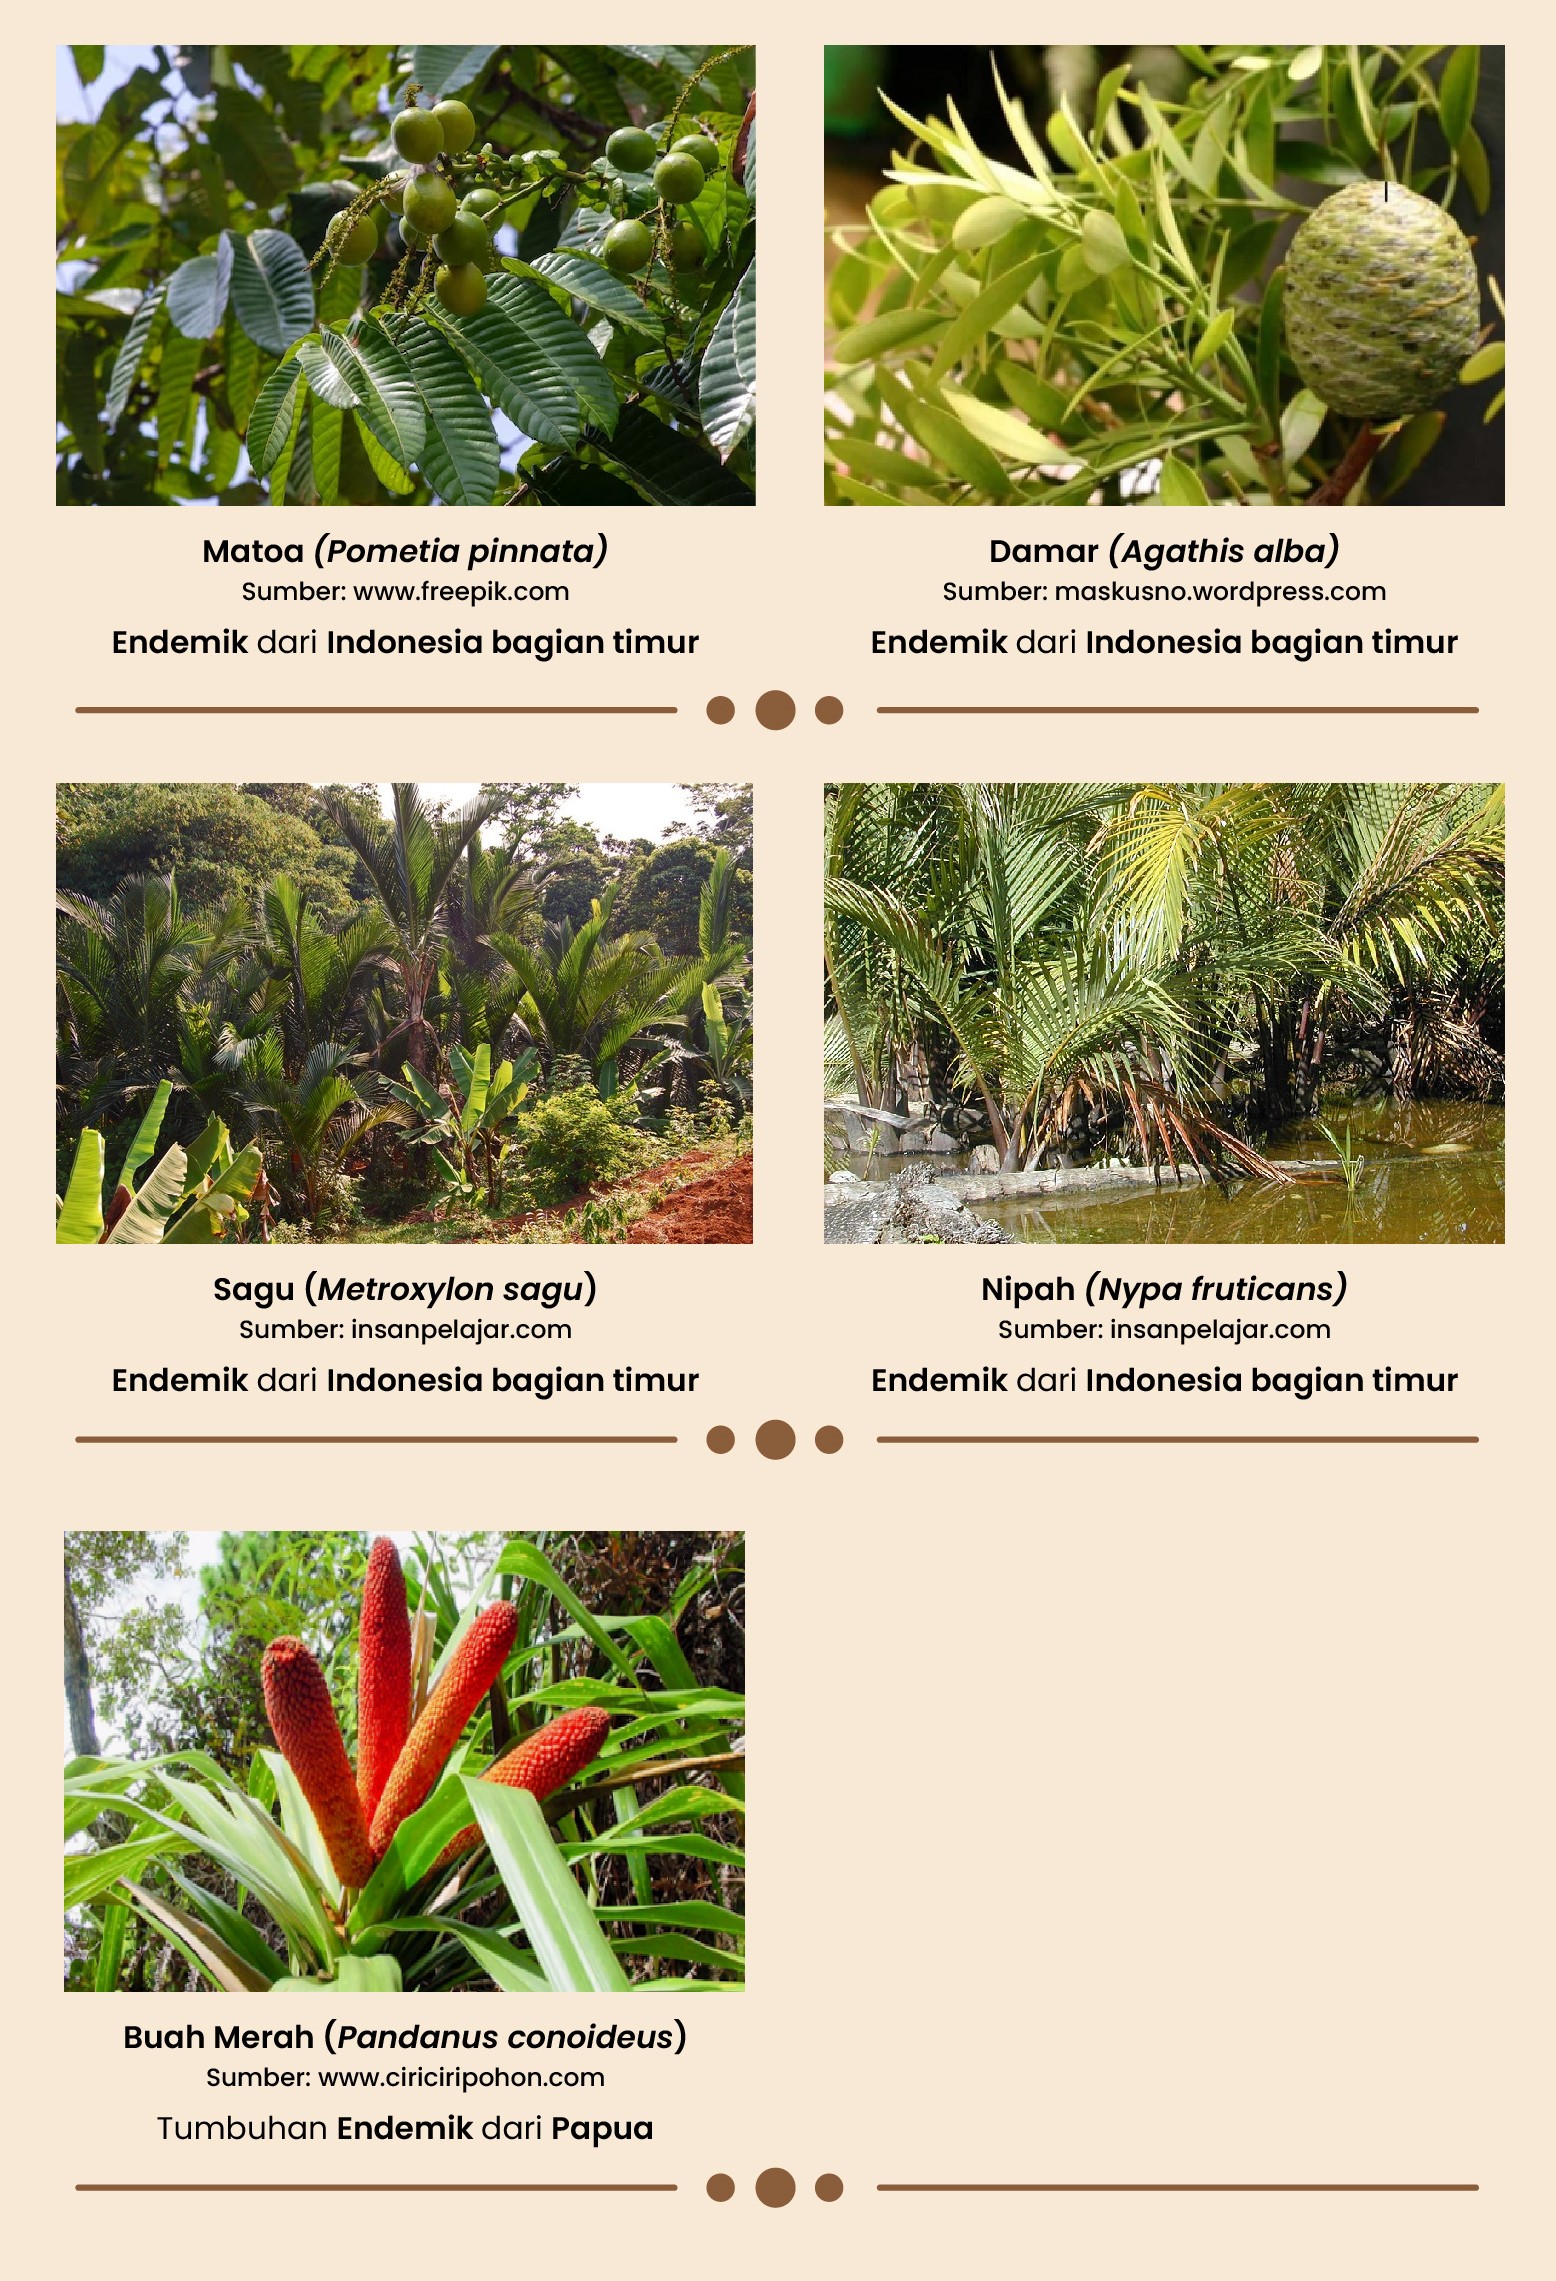 Matoa (Pometia pinnata)
Sumber: www.freepik.com
Endemik dari Indonesia bagian timur
Damar (Agathis alba)
Sumber: maskusno.wordpress.com
Endemik dari Indonesia bagian timur
Sagu (Metroxylon sagu)
Sumber: insanpelajar.com
Endemik dari Indonesia bagian timur
Nipah (Nypa fruticans)
Sumber: insanpelajar.com
Endemik dari Indonesia bagian timur
Buah Merah (Pandanus conoideus)
Sumber: www.ciriciripohon.com
Tumbuhan Endemik dari Papua